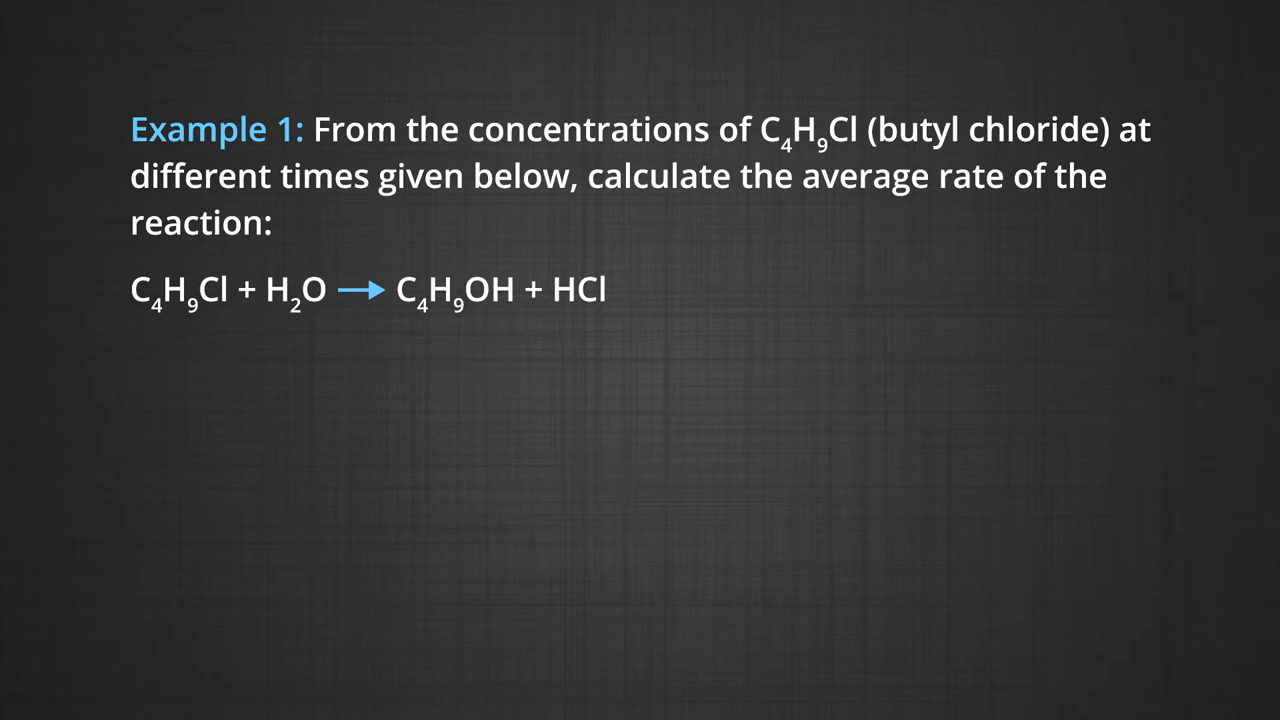 Example 1: From the concentrations of C₄H₉Cl (butyl chloride) at
different times given below, calculate the average rate of the
reaction:
C₄H₉Cl + H₂O → C₄H₉OH + HCl